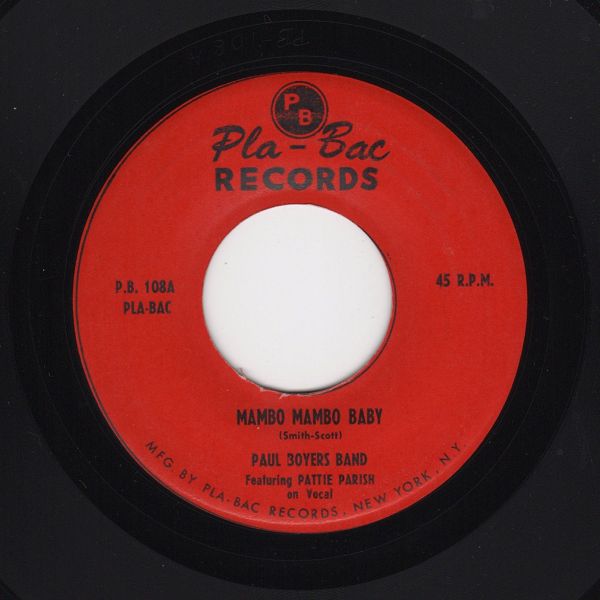 P B
Pla-Bac
RECORDS
P.B. 108A
PLA-BAC
45 R.P.M.
MAMBO MAMBO BABY
(Smith-Scott)
PAUL BOYERS BAND
Featuring PATTIE PARISH
on Vocal
MFG. BY PLA-BAC RECORDS, NEW YORK, N.Y.